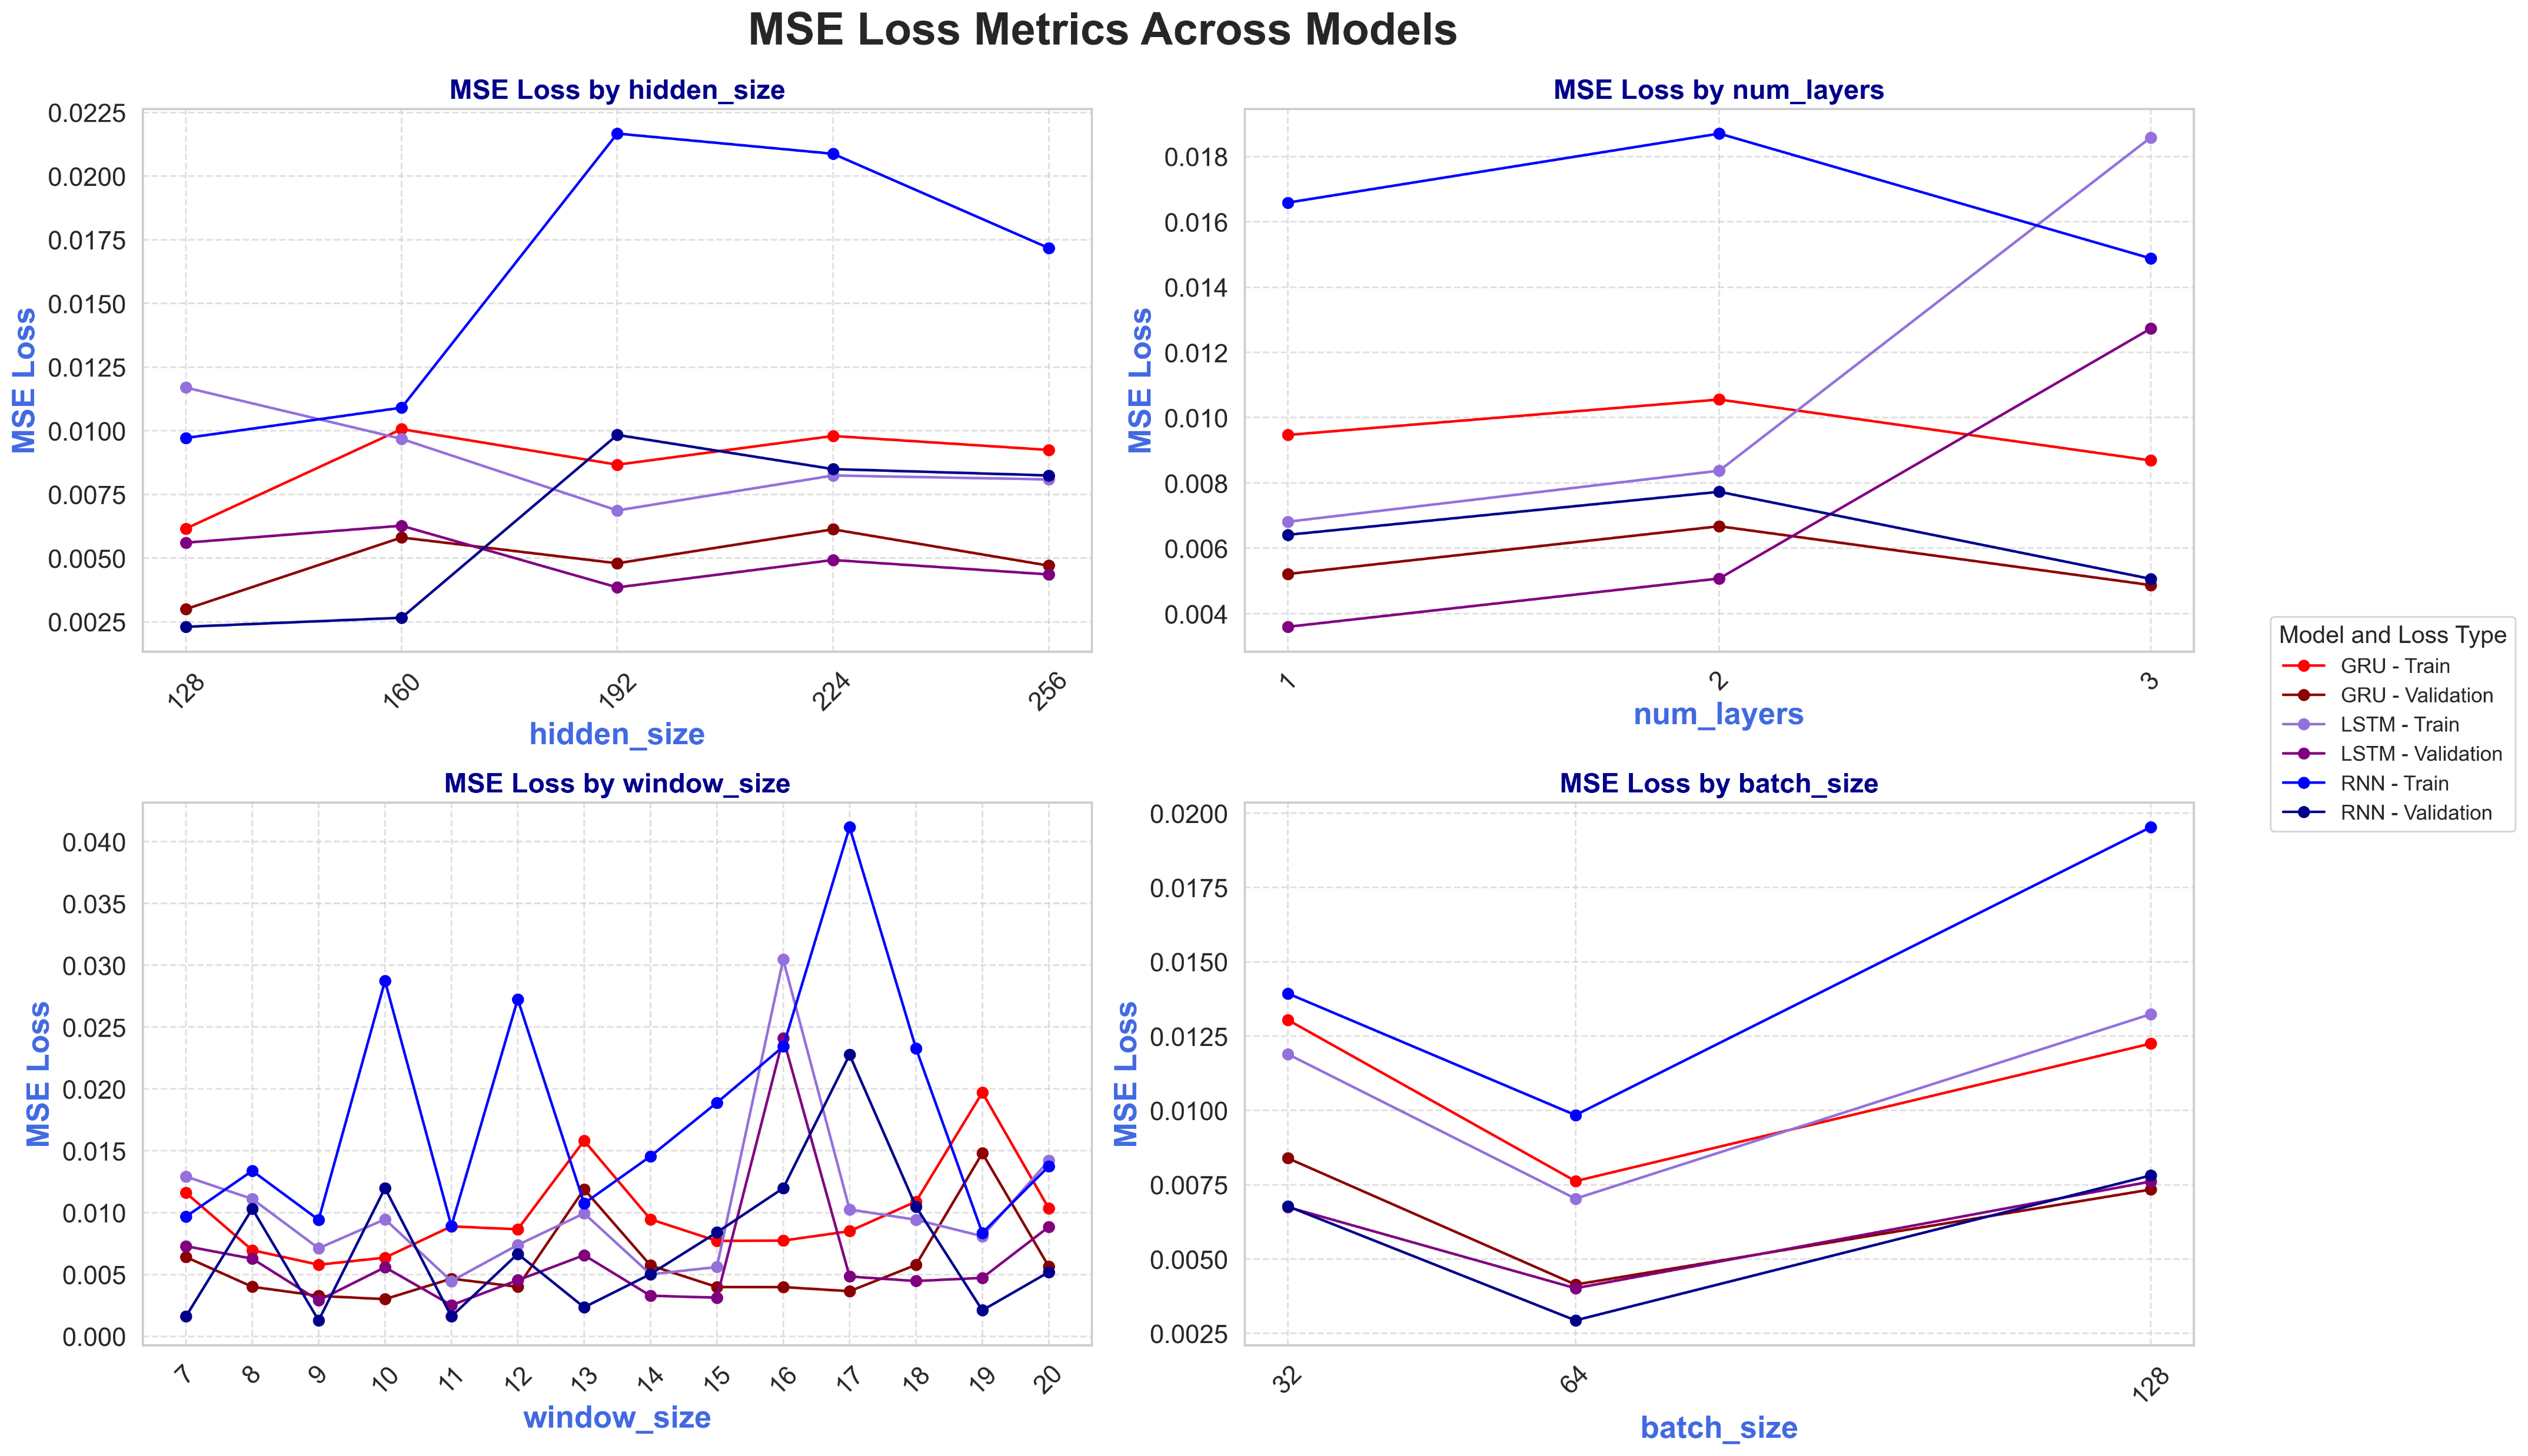 MSE Loss Metrics Across Models
MSE Loss by hidden_size
0.0225
0.0200
0.0175
0.0150
0.0125
0.0100
0.0075
0.0050
0.0025
MSE Loss
128
160
192
224
256
hidden_size
MSE Loss by num_layers
0.018
0.016
0.014
0.012
0.010
0.008
0.006
0.004
MSE Loss
1
2
3
num_layers
Model and Loss Type
GRU - Train
GRU - Validation
LSTM - Train
LSTM - Validation
RNN - Train
RNN - Validation
MSE Loss by window_size
0.040
0.035
0.030
0.025
0.020
0.015
0.010
0.005
0.000
MSE Loss
7
8
9
10
11
12
13
14
15
16
17
18
19
20
window_size
MSE Loss by batch_size
0.0200
0.0175
0.0150
0.0125
0.0100
0.0075
0.0050
0.0025
MSE Loss
32
64
128
batch_size